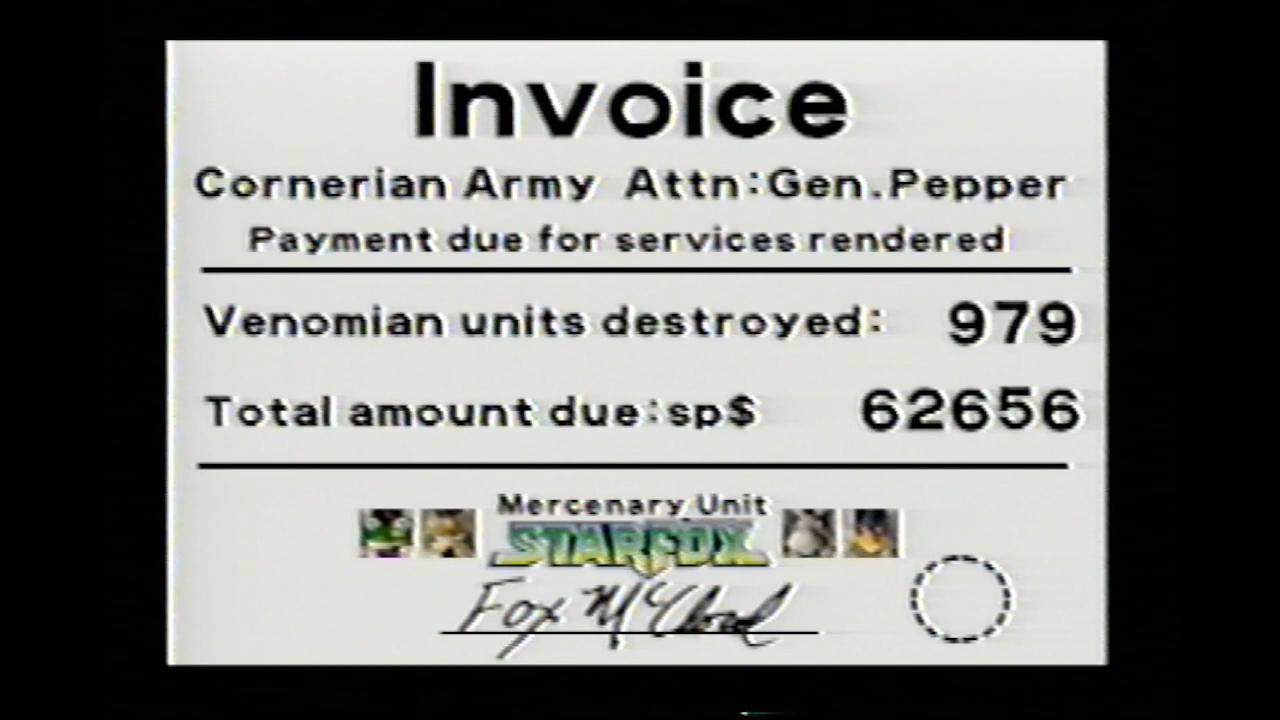 Invoice
Cornerian Army Attn:Gen.Pepper
Payment due for services rendered
Venomian units destroyed: 979
Total amount due:sp$ 62656
Mercenary Unit
STARFOX
Fox McCloud